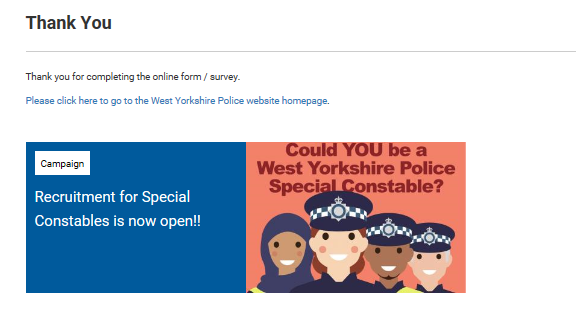 Thank You
Thank you for completing the online form / survey.
Please click here to go to the West Yorkshire Police website homepage.
Campaign
Recruitment for Special
Constables is now open!!
Could YOU be a
West Yorkshire Police
Special Constable?